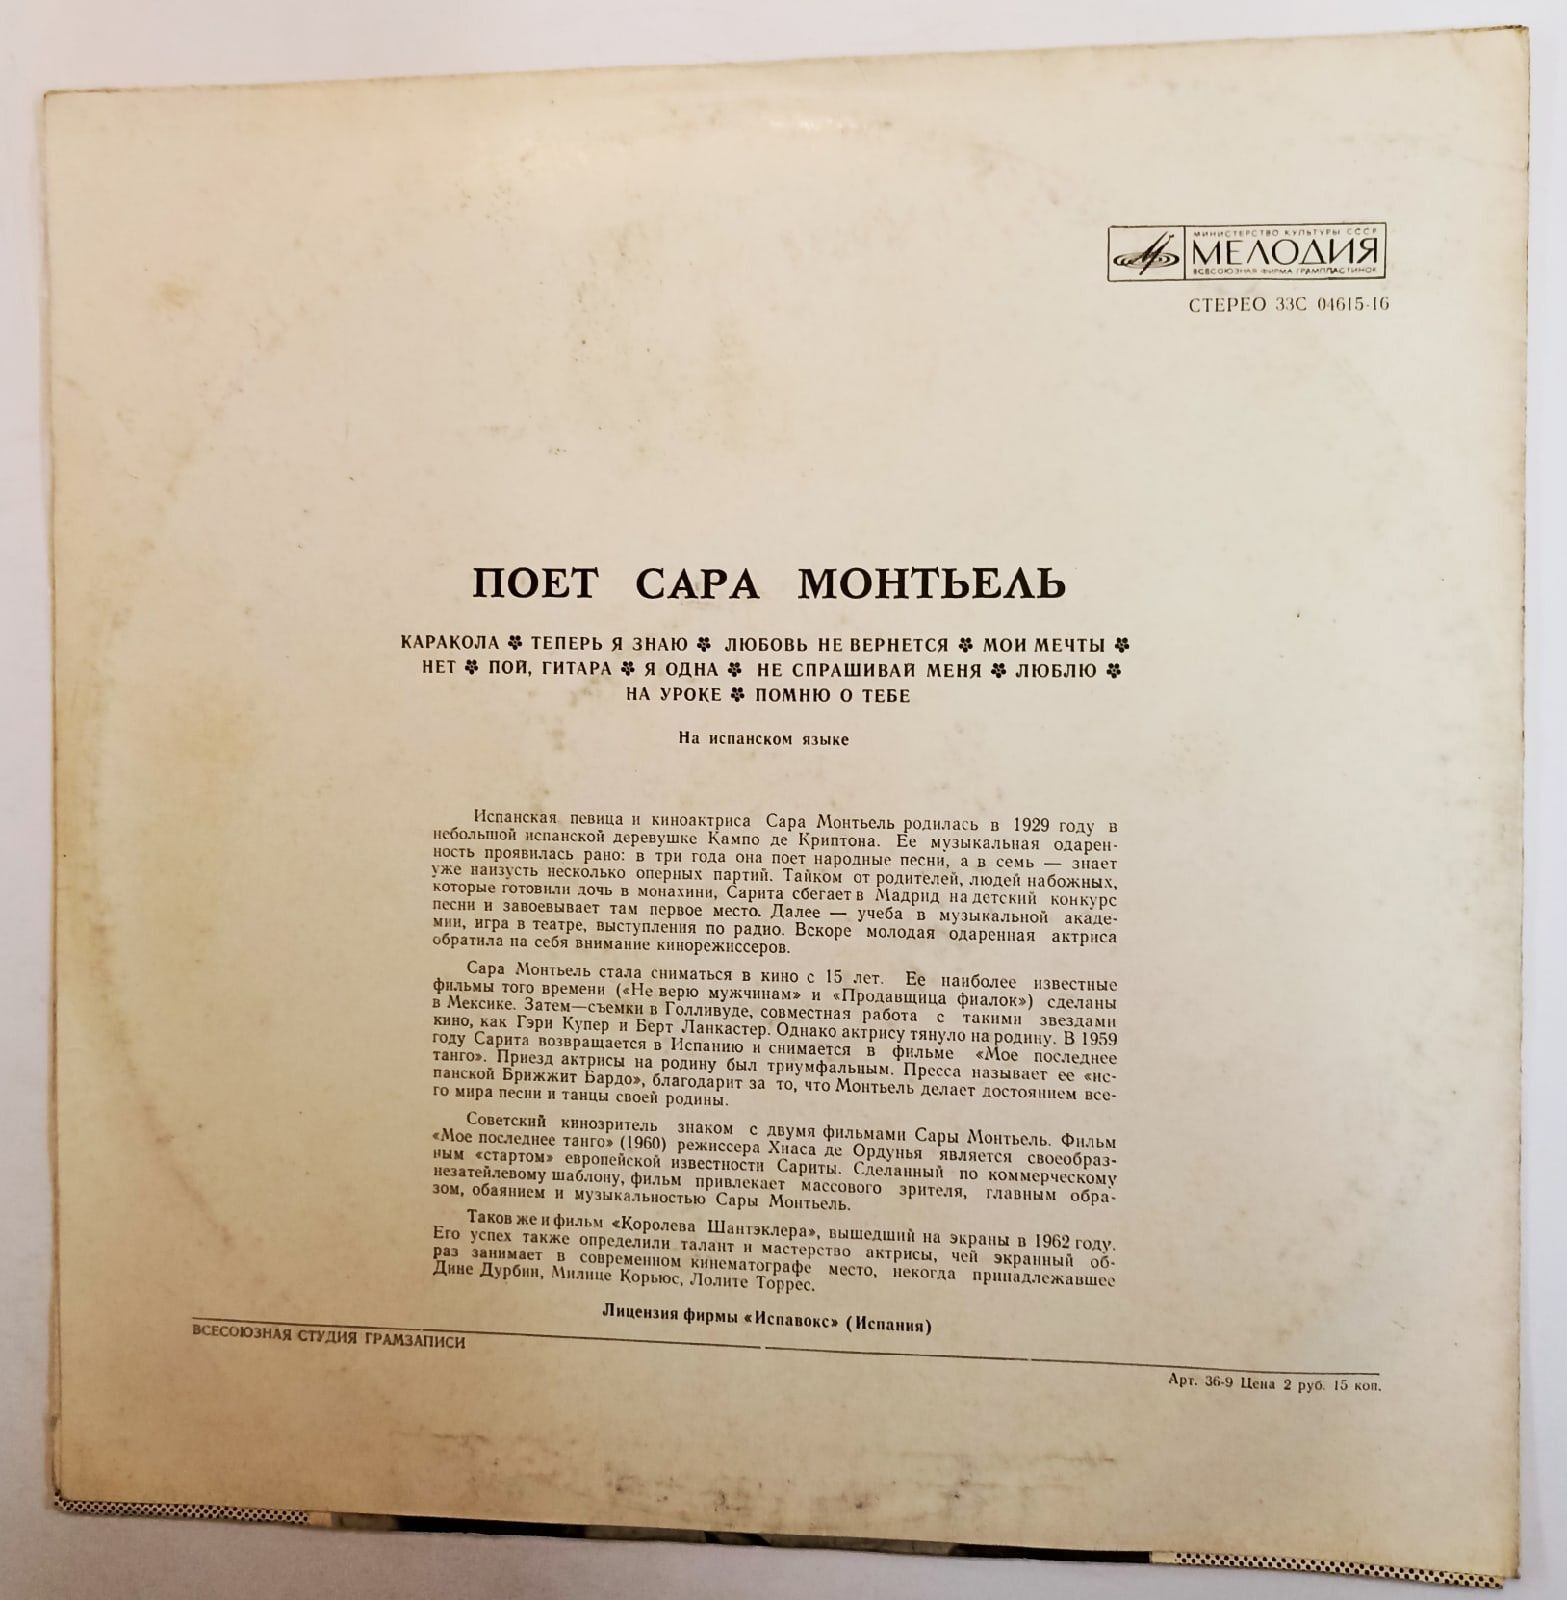 МИНИСТЕРСТВО КУЛЬТУРЫ СССР
МЕЛОДИЯ
ВСЕСОЮЗНАЯ ФИРМА ГРАМПЛАСТИНОК
СТЕРЕО 33С 04615-16
ПОЕТ САРА МОНТЬЕЛЬ
КАРАКОЛА ТЕПЕРЬ Я ЗНАЮ ЛЮБОВЬ НЕ ВЕРНЕТСЯ МОИ МЕЧТЫ
НЕТ ПОЙ, ГИТАРА Я ОДНА НЕ СПРАШИВАЙ МЕНЯ ЛЮБЛЮ
НА УРОКЕ ПОМНЮ О ТЕБЕ
На испанском языке
Испанская певица и киноактриса Сара Монтьель родилась в 1929 году в
небольшой испанской деревушке Кампо де Криптона. Ее музыкальная одарен-
ность проявилась рано: в три года она поет народные песни, а в семь — знает
уже наизусть несколько оперных партий. Тайком от родителей, людей набожных,
которые готовили дочь в монахини, Сарита сбегает в Мадрид на детский конкурс
песни и завоевывает там первое место. Далее — учеба в музыкальной акаде-
мии, игра в театре, выступления по радио. Вскоре молодая одаренная актриса
обратила на себя внимание кинорежиссеров.
Сара Монтьель стала сниматься в кино с 15 лет. Ее наиболее известные
фильмы того времени («Не верю мужчинам» и «Продавщица фиалок») сделаны
в Мексике. Затем—съемки в Голливуде, совместная работа с такими звездами
кино, как Гэри Купер и Берт Ланкастер. Однако актрису тянуло на родину. В 1959
году Сарита возвращается в Испанию и снимается в фильме «Мое последнее
танго». Приезд актрисы на родину был триумфальным. Пресса называет ее «ис-
панской Брижжит Бардо», благодарит за то, что Монтьель делает достоянием все-
го мира песни и танцы своей родины.
Советский кинозритель знаком с двумя фильмами Сары Монтьель. Фильм
«Мое последнее танго» (1960) режиссера Хиаса де Ордунья является своеобраз-
ным «стартом» европейской известности Сариты. Сделанный по коммерческому
незатейлевому шаблону, фильм привлекает массового зрителя, главным обра-
зом, обаянием и музыкальностью Сары Монтьель.
Таков же и фильм «Королева Шантэклера», вышедший на экраны в 1962 году.
Его успех также определили талант и мастерство актрисы, чей экранный об-
раз занимает в современном кинематографе место, некогда принадлежавшее
Дине Дурбин, Милице Корьюс, Лолите Торрес.
Лицензия фирмы «Испавокс» (Испания)
ВСЕСОЮЗНАЯ СТУДИЯ ГРАМЗАПИСИ
Арт. 36-9 Цена 2 руб. 15 коп.